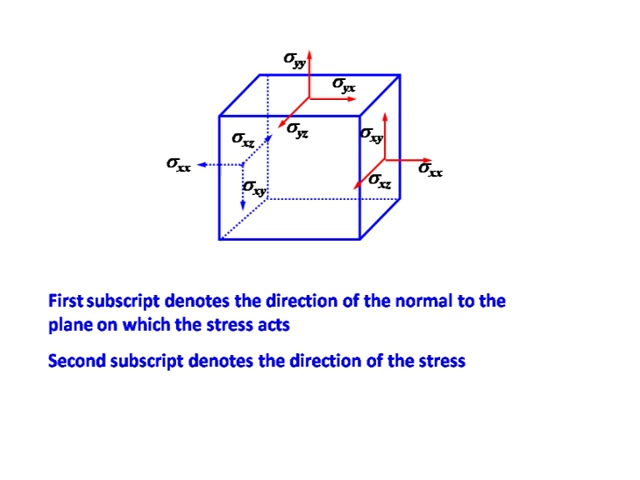 σyy
σyx
σyz
σxz
σxy
σxx
σxy
σxz
σxx
First subscript denotes the direction of the normal to the
plane on which the stress acts
Second subscript denotes the direction of the stress